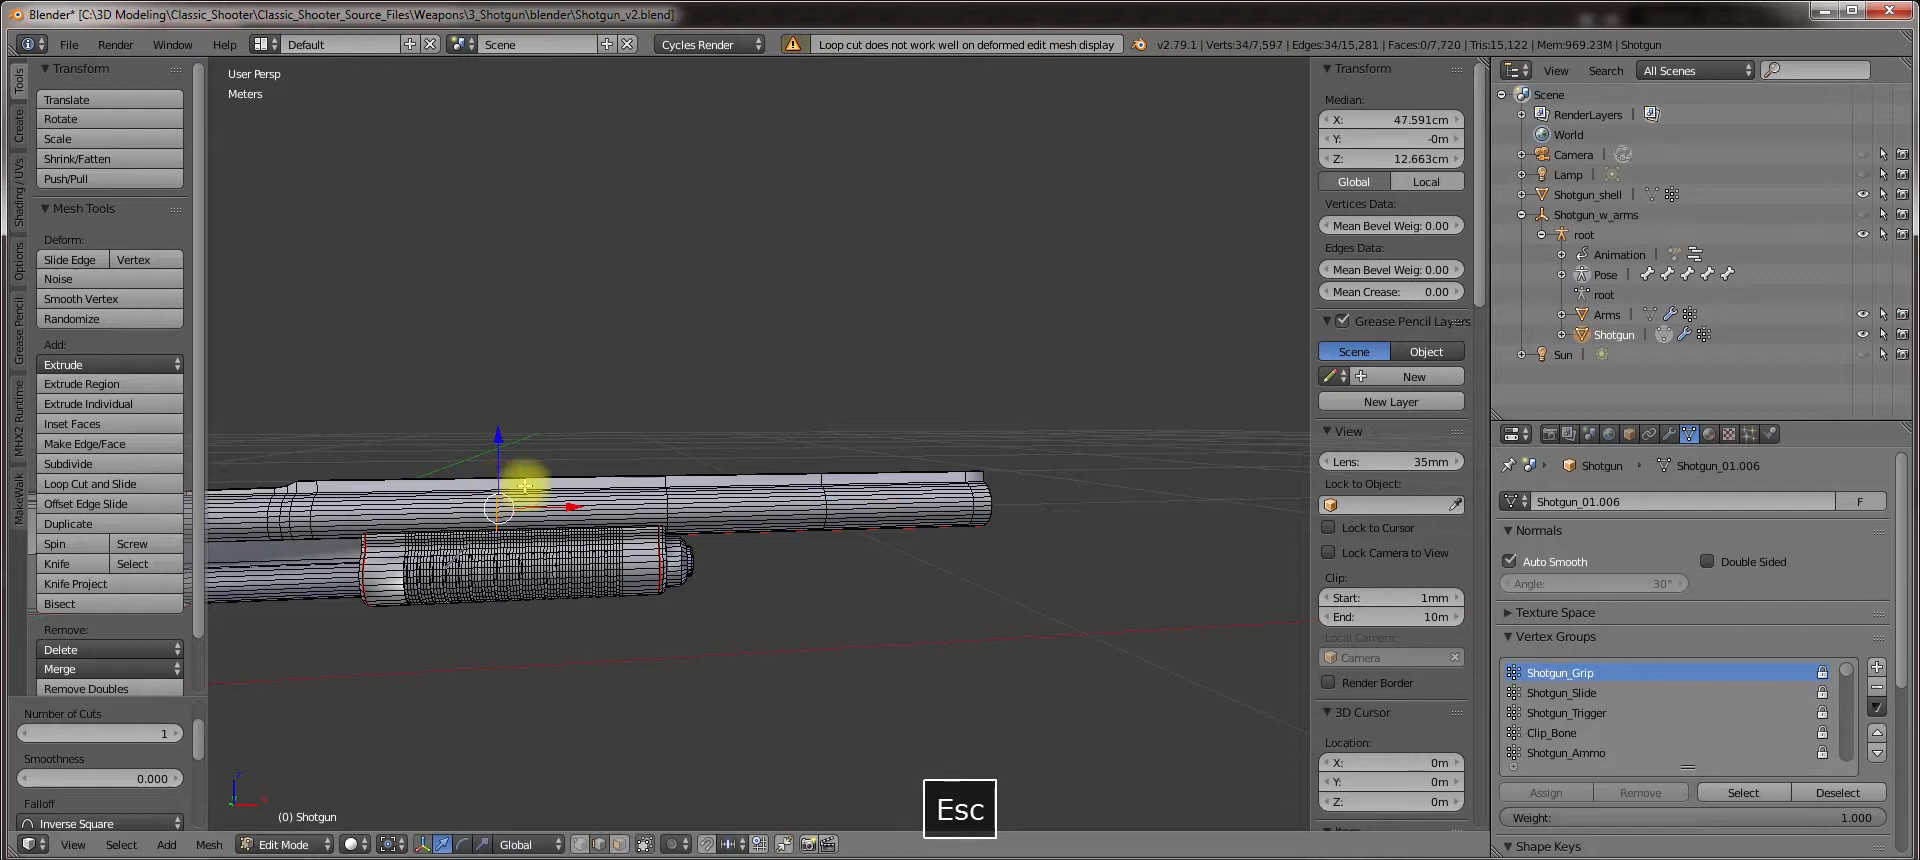 Blender* [C:\3D Modeling\Classic_Shooter\Classic_Shooter_Source_Files\Weapons\3_Shotgun\blender\Shotgun_v2.blend]
File Render Window Help Default Scene Cycles Render Loop cut does not work well on deformed edit mesh display v2.79.1 | Verts:34/7,597 | Edges:34/15,281 | Faces:0/7,720 | Tris:15,122 | Mem:969.23M | Shotgun
Tools
Create
Shading / UVs
Options
Grease Pencil
MHX2 Runtime
MakeWalk
Transform
Translate
Rotate
Scale
Shrink/Fatten
Push/Pull
Mesh Tools
Deform:
Slide Edge Vertex
Noise
Smooth Vertex
Randomize
Add:
Extrude
Extrude Region
Extrude Individual
Inset Faces
Make Edge/Face
Subdivide
Loop Cut and Slide
Offset Edge Slide
Duplicate
Spin Screw
Knife Select
Knife Project
Bisect
Remove:
Delete
Merge
Remove Doubles
Number of Cuts
1
Smoothness
0.000
Falloff
Inverse Square
User Persp
Meters
(0) Shotgun
Esc
View Select Add Mesh Edit Mode Global
Transform
Median:
X: 47.591cm
Y: -0m
Z: 12.663cm
Global Local
Vertices Data:
Mean Bevel Weig: 0.00
Edges Data:
Mean Bevel Weig: 0.00
Mean Crease: 0.00
Grease Pencil Layers
Scene Object
New
New Layer
View
Lens: 35mm
Lock to Object:
Lock to Cursor
Lock Camera to View
Clip:
Start: 1mm
End: 10m
Local Camera:
Camera
Render Border
3D Cursor
Location:
X: 0m
Y: 0m
Z: 0m
View Search All Scenes
Scene
RenderLayers
World
Camera
Lamp
Shotgun_shell
Shotgun_w_arms
root
Animation
Pose
root
Arms
Shotgun
Sun
Shotgun Shotgun_01.006
Shotgun_01.006 F
Normals
Auto Smooth Double Sided
Angle: 30°
Texture Space
Vertex Groups
Shotgun_Grip
Shotgun_Slide
Shotgun_Trigger
Clip_Bone
Shotgun_Ammo
Assign Remove Select Deselect
Weight: 1.000
Shape Keys